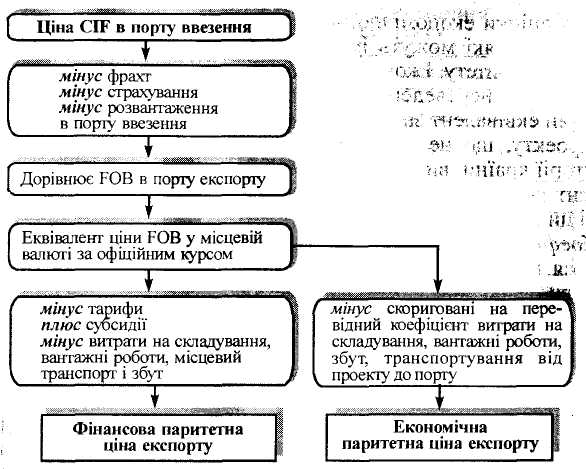 Ціна CIF в порту ввезення
мінус фрахт
мінус страхування
мінус розвантаження
в порту ввезення
Дорівнює FOB в порту експорту
Еквівалент ціни FOB у місцевій
валюті за офіційним курсом
мінус тарифи
плюс субсидії
мінус витрати на складування,
вантажні роботи, місцевий
транспорт і збут
мінус скориговані на пере-
відний коефіцієнт витрати на
складування, вантажні роботи,
збут, транспортування від
проекту до порту
Фінансова паритетна
ціна експорту
Економічна
паритетна ціна експорту